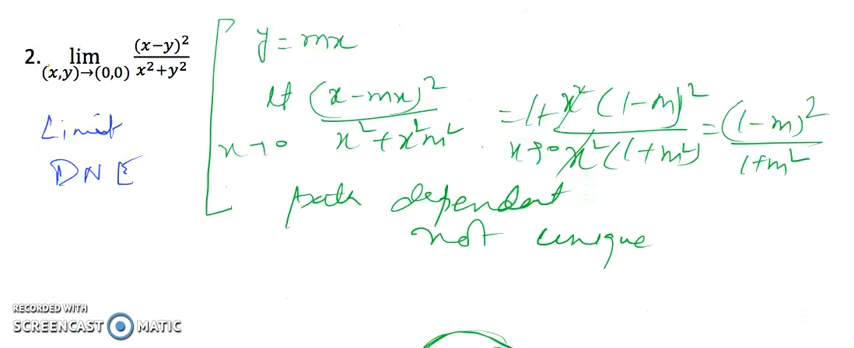 2. lim (x,y)→(0,0) (x−y)² / x²+y²
Limit
DNE
y = mx
lt x→0 (x−mx)² / x²+x²m² = lt x→0 x²(1−m)² / x²(1+m²) = (1−m)² / 1+m²
path dependent
not unique
RECORDED WITH
SCREENCAST MATIC